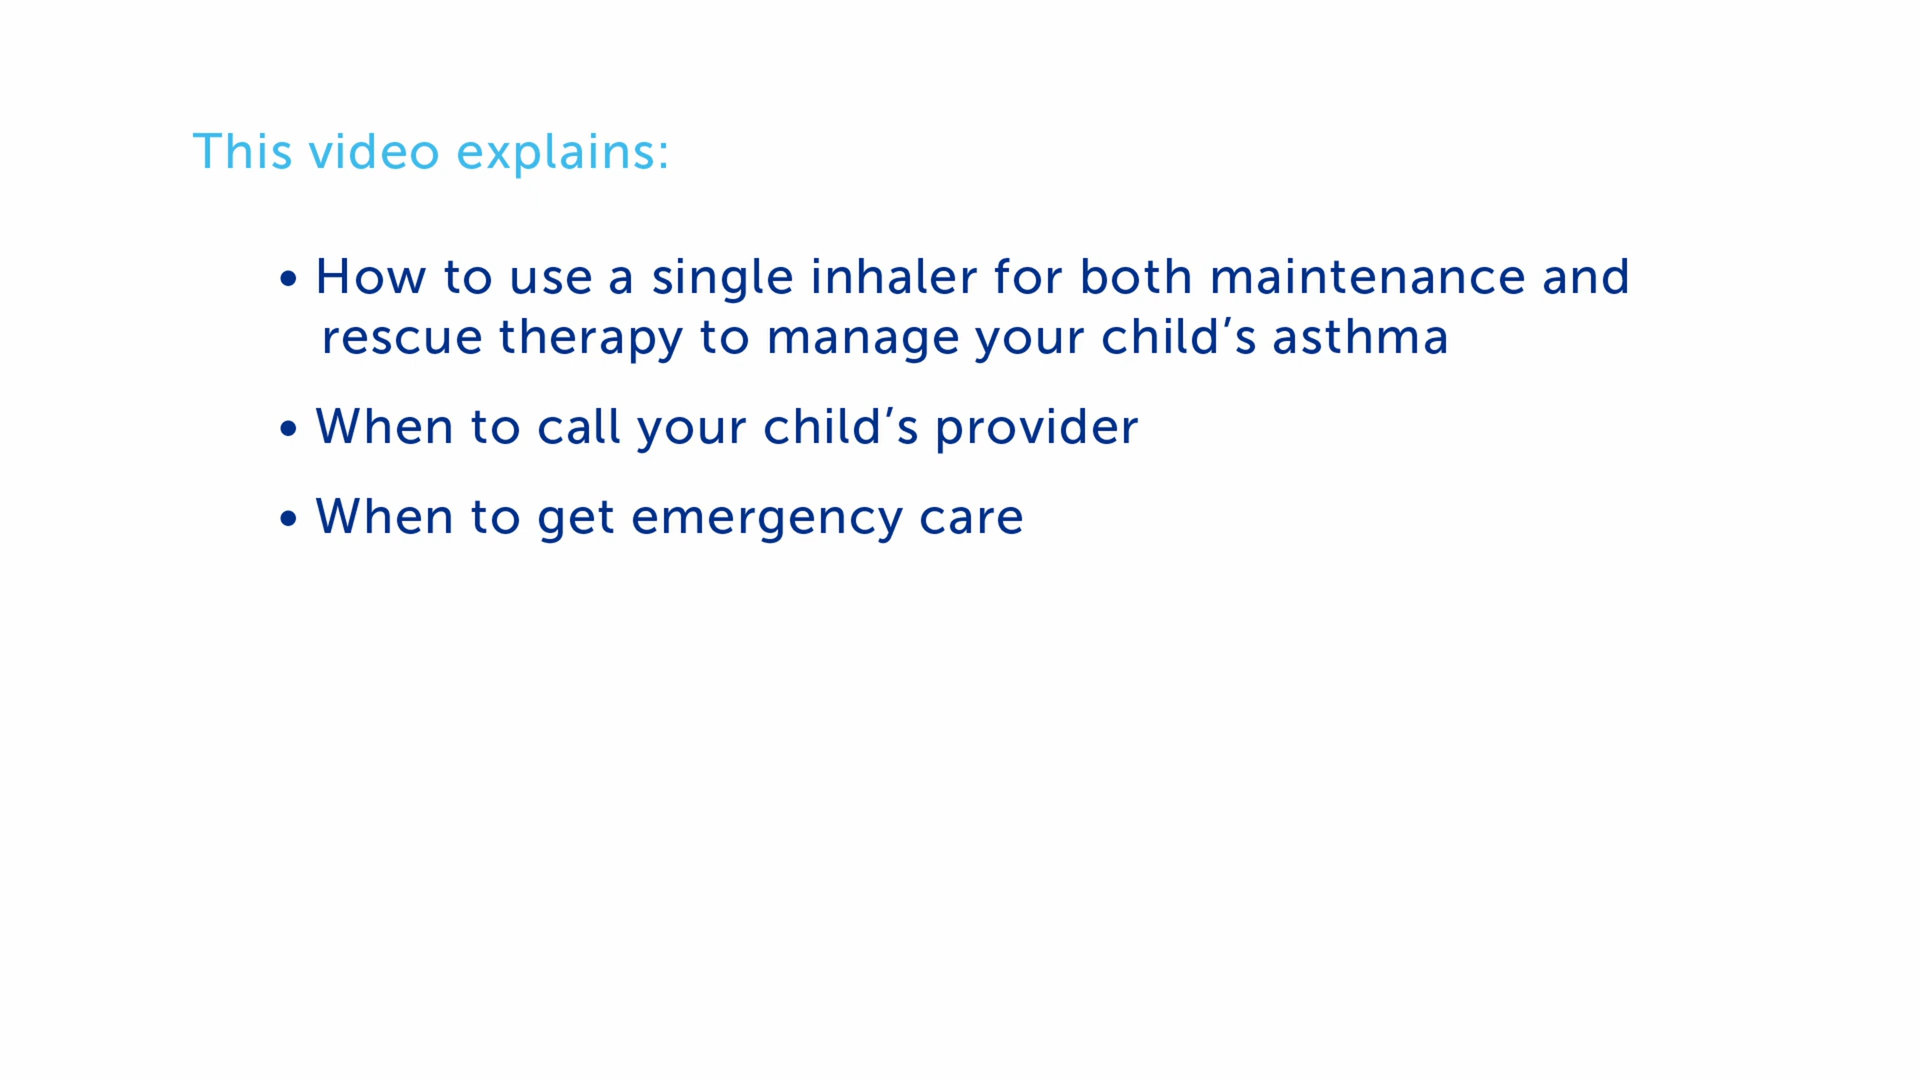 This video explains:
• How to use a single inhaler for both maintenance and
rescue therapy to manage your child’s asthma
• When to call your child’s provider
• When to get emergency care